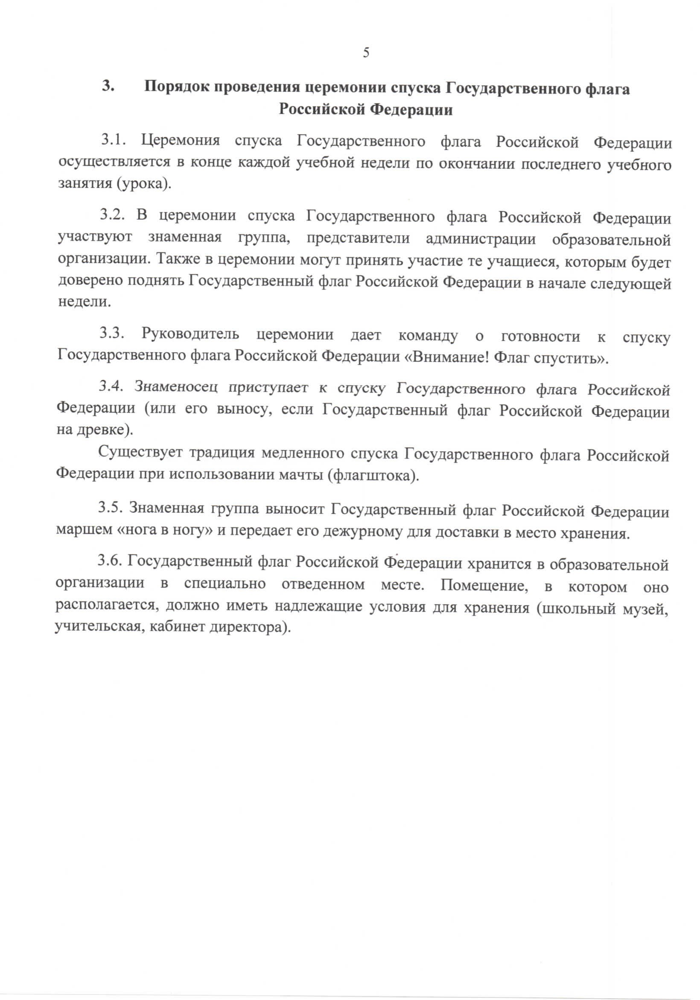 5
3. Порядок проведения церемонии спуска Государственного флага
Российской Федерации
3.1. Церемония спуска Государственного флага Российской Федерации
осуществляется в конце каждой учебной недели по окончании последнего учебного
занятия (урока).
3.2. В церемонии спуска Государственного флага Российской Федерации
участвуют знаменная группа, представители администрации образовательной
организации. Также в церемонии могут принять участие те учащиеся, которым будет
доверено поднять Государственный флаг Российской Федерации в начале следующей
недели.
3.3. Руководитель церемонии дает команду о готовности к спуску
Государственного флага Российской Федерации «Внимание! Флаг спустить».
3.4. Знаменосец приступает к спуску Государственного флага Российской
Федерации (или его выносу, если Государственный флаг Российской Федерации
на древке).
Существует традиция медленного спуска Государственного флага Российской
Федерации при использовании мачты (флагштока).
3.5. Знаменная группа выносит Государственный флаг Российской Федерации
маршем «нога в ногу» и передает его дежурному для доставки в место хранения.
3.6. Государственный флаг Российской Федерации хранится в образовательной
организации в специально отведенном месте. Помещение, в котором оно
располагается, должно иметь надлежащие условия для хранения (школьный музей,
учительская, кабинет директора).